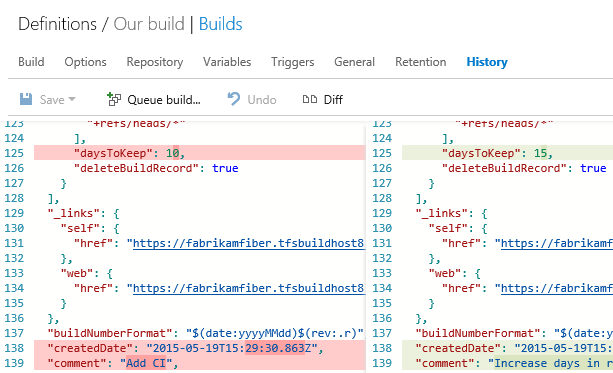 Definitions / Our build | Builds
Build Options Repository Variables Triggers General Retention History
Save Queue build... Undo Diff
123 "+refs/heads/*"
124 ],
125 "daysToKeep": 10,
126 "deleteBuildRecord": true
127 }
128 ],
129 "_links": {
130 "self": {
131 "href": "https://fabrikamfiber.tfsbuildhost8
132 },
133 "web": {
134 "href": "https://fabrikamfiber.tfsbuildhost8
135 }
136 },
137 "buildNumberFormat": "$(date:yyyyMMdd)$(rev:.r)"
138 "createdDate": "2015-05-19T15:29:30.863Z",
139 "comment": "Add CI",
123 "+refs/heads/*"
124 ],
125 "daysToKeep": 15,
126 "deleteBuildRecord": true
127 }
128 ],
129 "_links": {
130 "self": {
131 "href": "https://fabrikamf
132 },
133 "web": {
134 "href": "https://fabrikamf
135 }
136 },
137 "buildNumberFormat": "$(date:y
138 "createdDate": "2015-05-19T15:
139 "comment": "Increase days in r